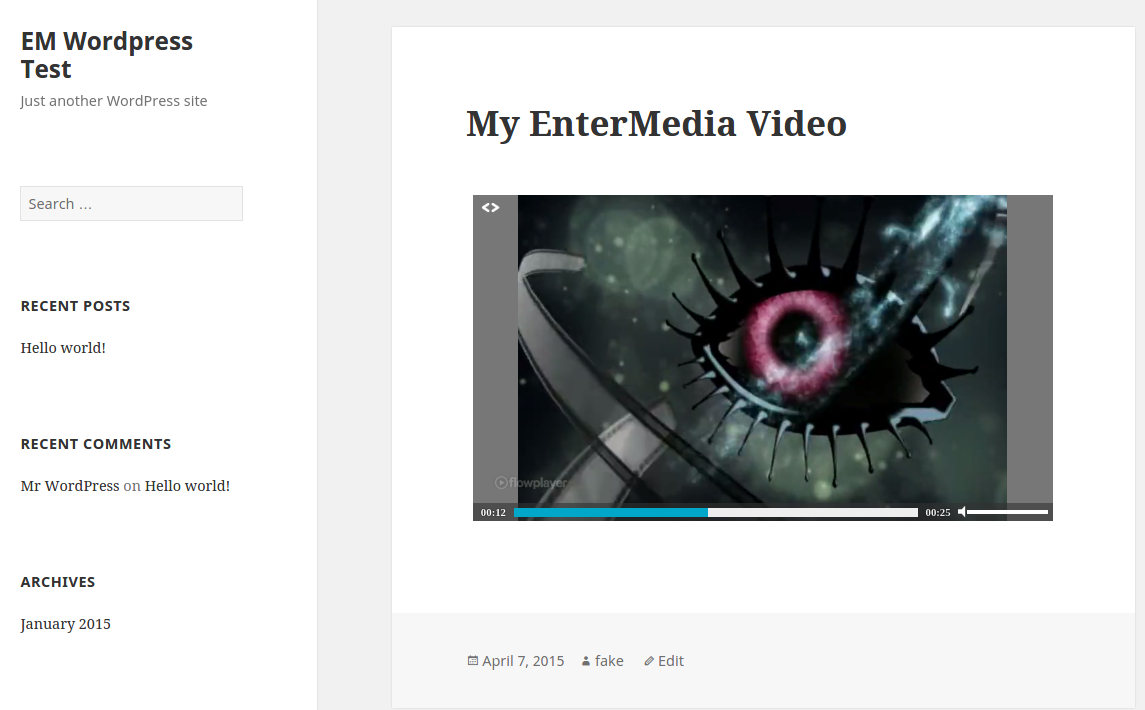 EM Wordpress
Test
Just another WordPress site
Search …
RECENT POSTS
Hello world!
RECENT COMMENTS
Mr WordPress on Hello world!
ARCHIVES
January 2015
My EnterMedia Video
<>
flowplayer
00:12
00:25
April 7, 2015 fake Edit